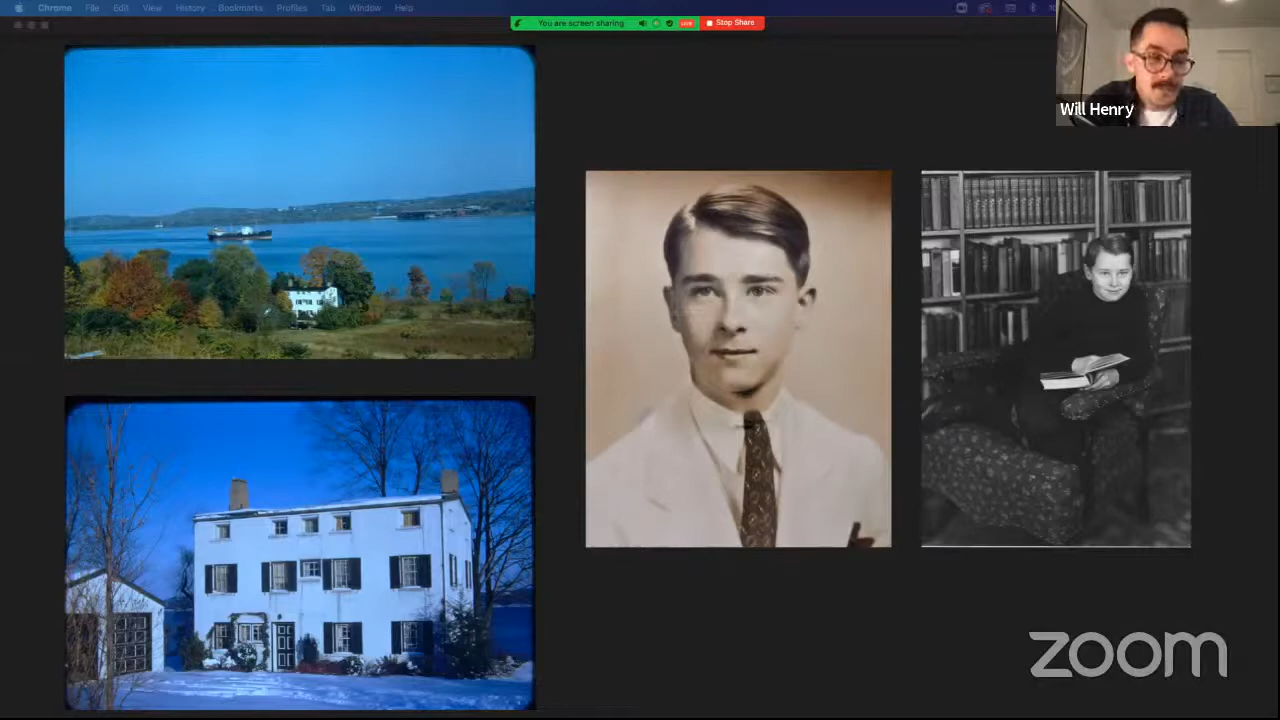 Chrome File Edit View History Bookmarks Profiles Tab Window Help
You are screen sharing LIVE Stop Share
Will Henry
zoom